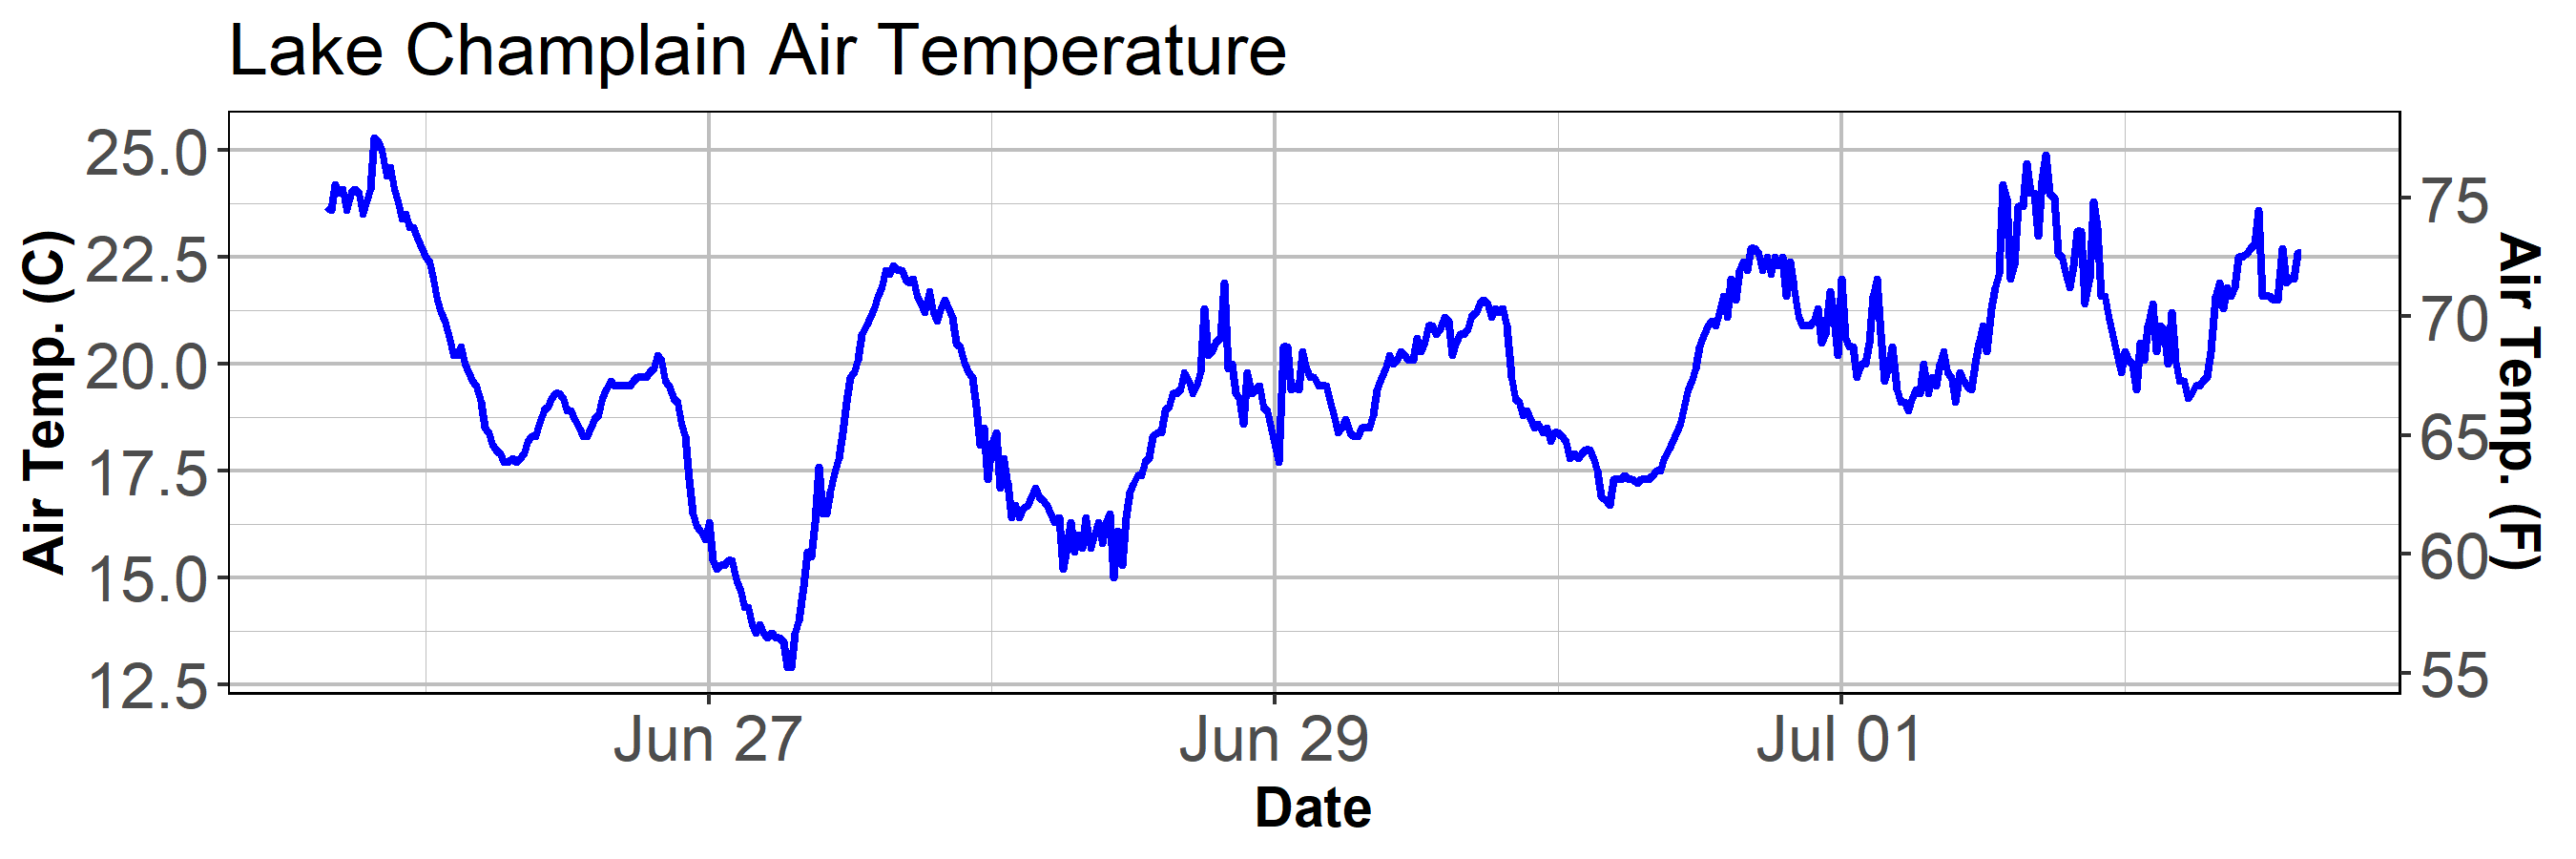 Lake Champlain Air Temperature
Air Temp. (C)
25.0
22.5
20.0
17.5
15.0
12.5
75
70
65
60
55
Air Temp. (F)
Jun 27
Jun 29
Jul 01
Date